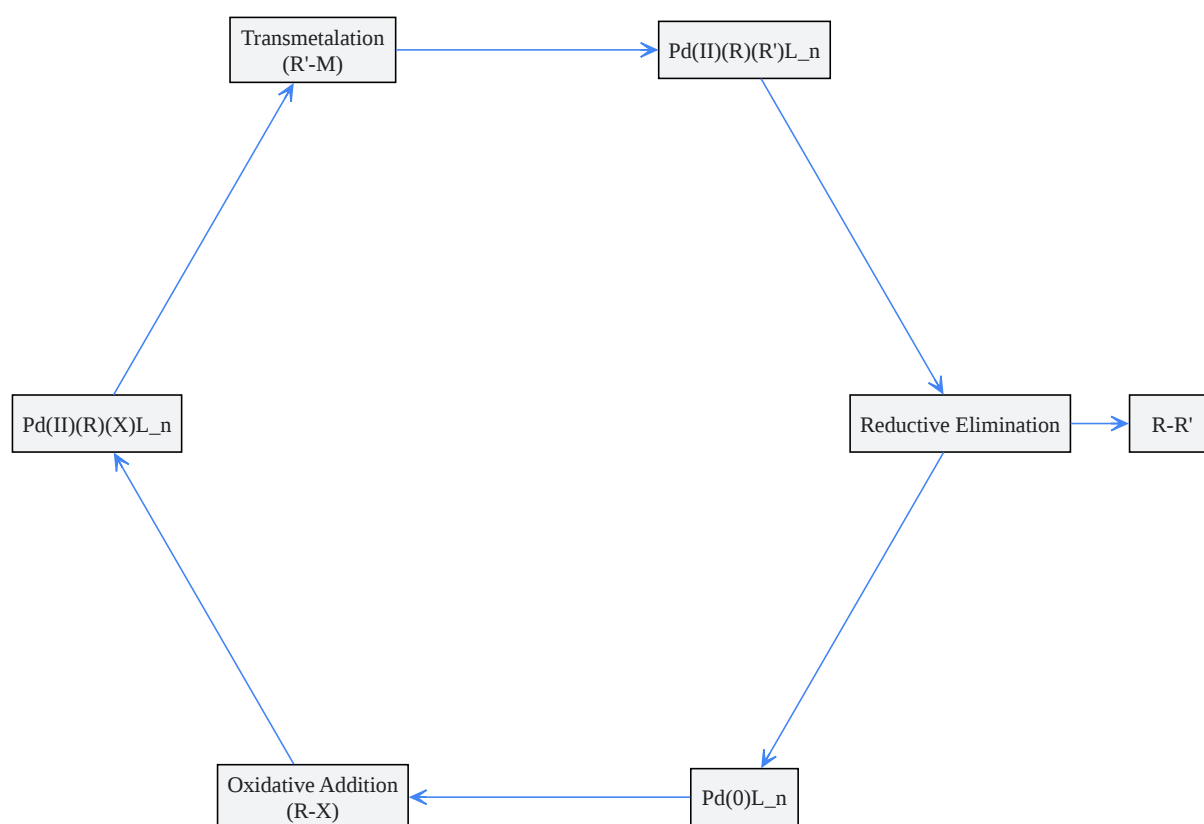 Transmetalation
(R'-M)
Pd(II)(R)(R')L_n
Pd(II)(R)(X)L_n
Reductive Elimination
R-R'
Oxidative Addition
(R-X)
Pd(0)L_n